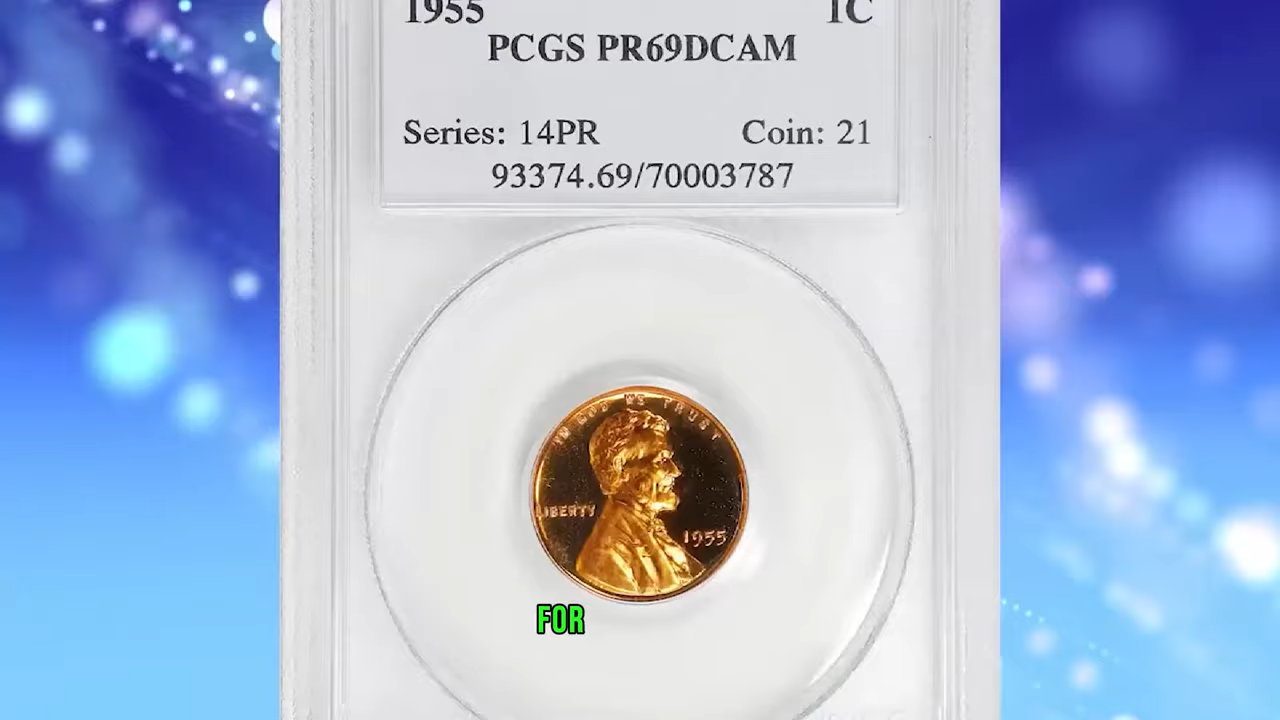 1955 1C
PCGS PR69DCAM
Series: 14PR Coin: 21
93374.69/70003787
IN GOD WE TRUST
LIBERTY
1955
FOR